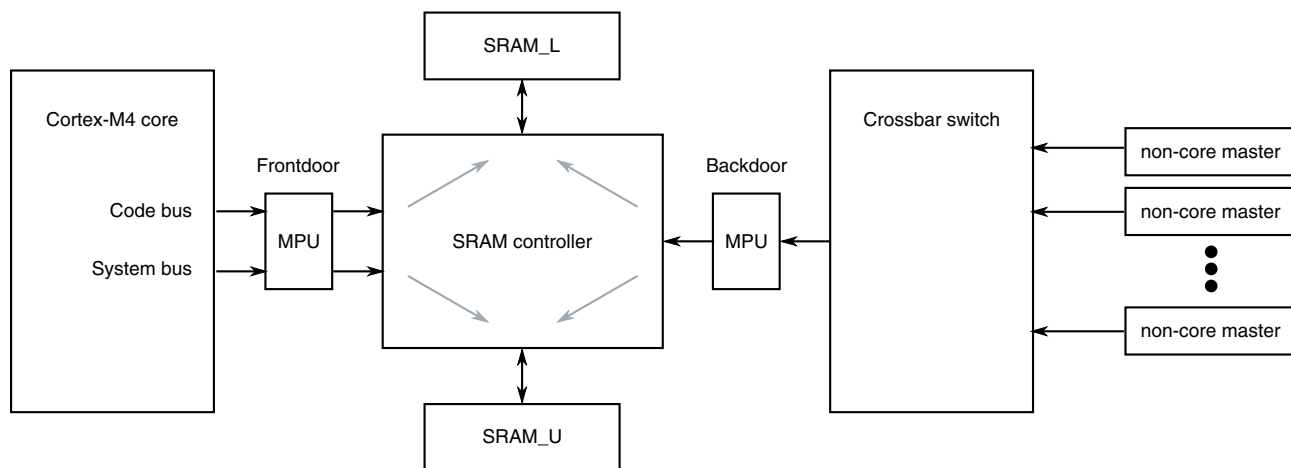 SRAM_L
Cortex-M4 core
Crossbar switch
non-core master
Frontdoor
Backdoor
non-core master
Code bus
MPU
SRAM controller
MPU
System bus
non-core master
SRAM_U